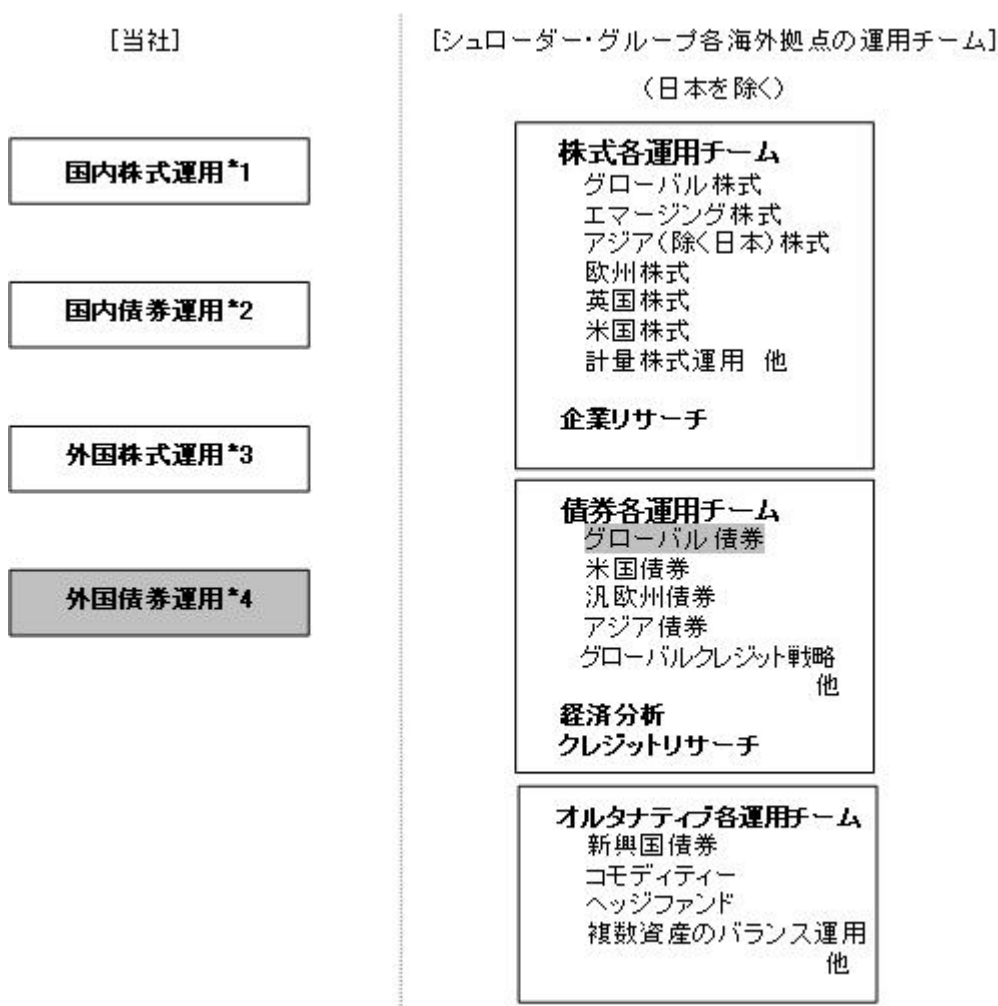 [当社]
国内株式運用*1
国内債券運用*2
外国株式運用*3
外国債券運用*4
[シュローダー・グループ各海外拠点の運用チーム]
(日本を除く)
株式各運用チーム
グローバル株式
エマージング株式
アジア(除く日本)株式
欧州株式
英国株式
米国株式
計量株式運用 他
企業リサーチ
債券各運用チーム
グローバル債券
米国債券
汎欧州債券
アジア債券
グローバルクレジット戦略
他
経済分析
クレジットリサーチ
オルタナティブ各運用チーム
新興国債券
コモディティー
ヘッジファンド
複数資産のバランス運用
他